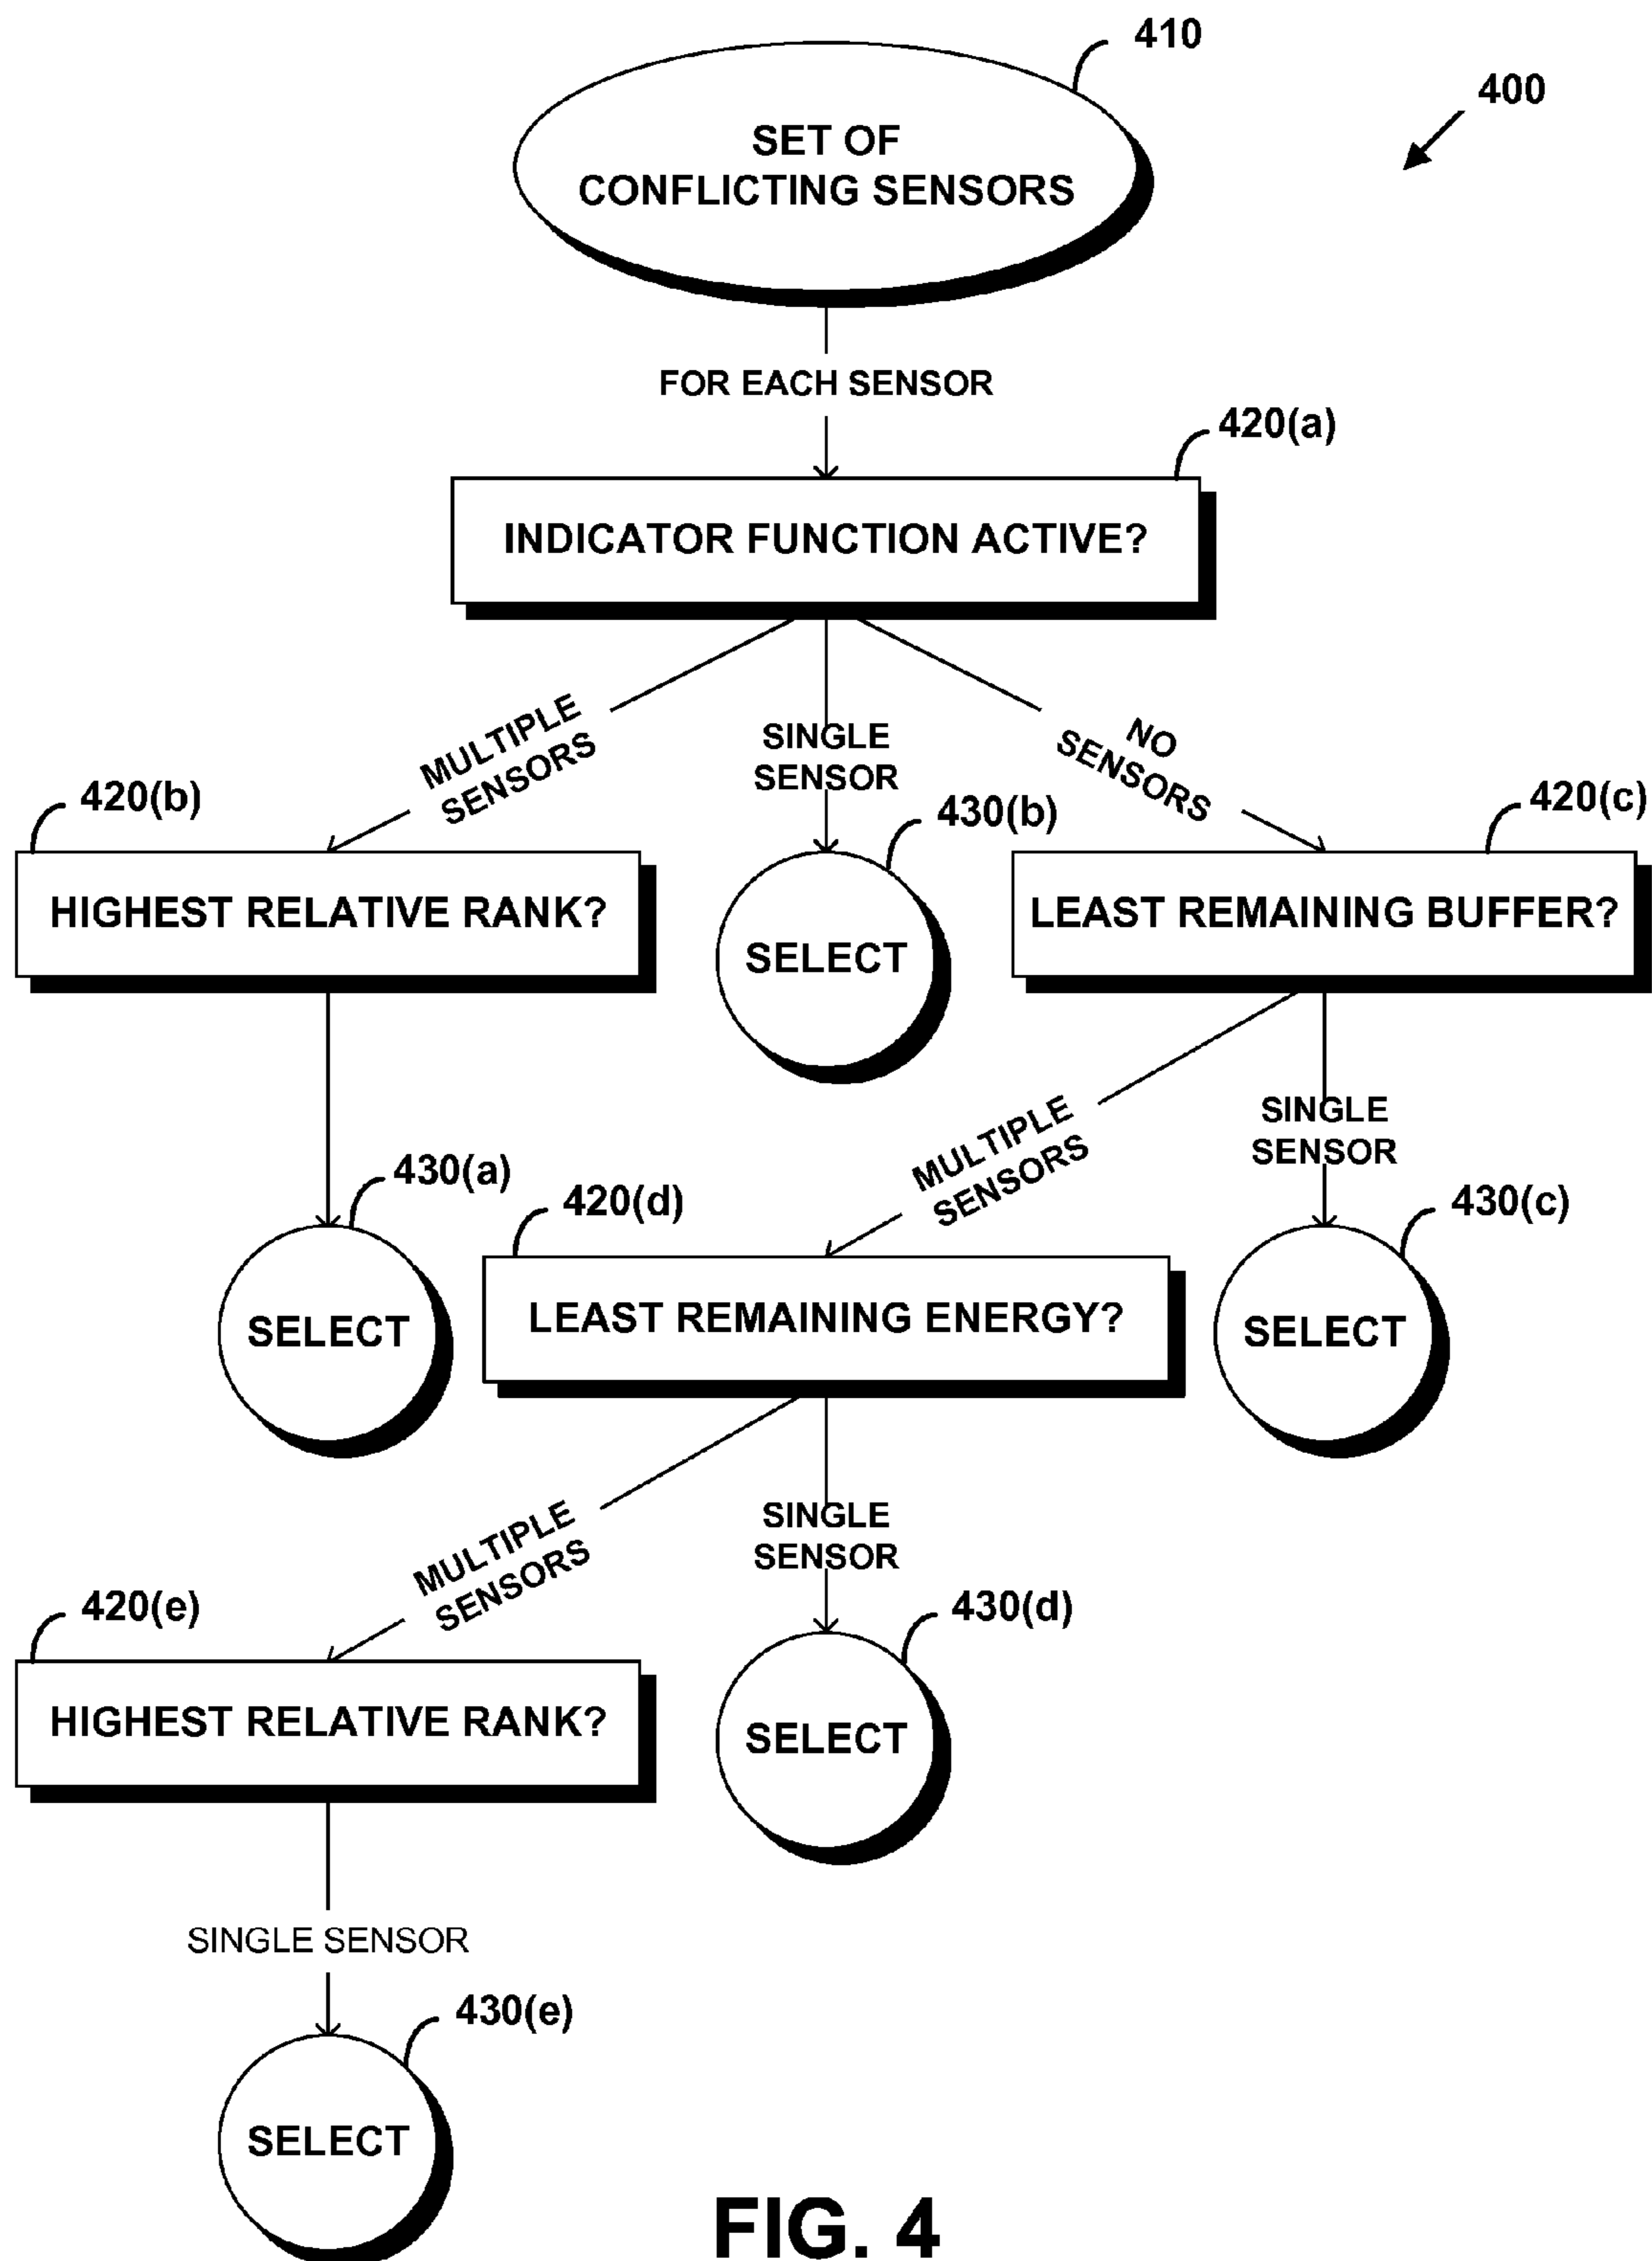 410
400
SET OF
CONFLICTING SENSORS
FOR EACH SENSOR
420(a)
INDICATOR FUNCTION ACTIVE?
MULTIPLE
SENSORS
SINGLE
SENSOR
NO
SENSORS
420(b)
430(b)
420(c)
HIGHEST RELATIVE RANK?
SELECT
LEAST REMAINING BUFFER?
MULTIPLE
SENSORS
SINGLE
SENSOR
430(a)
420(d)
430(c)
SELECT
LEAST REMAINING ENERGY?
SELECT
MULTIPLE
SENSORS
SINGLE
SENSOR
420(e)
430(d)
HIGHEST RELATIVE RANK?
SELECT
SINGLE SENSOR
430(e)
SELECT
FIG. 4